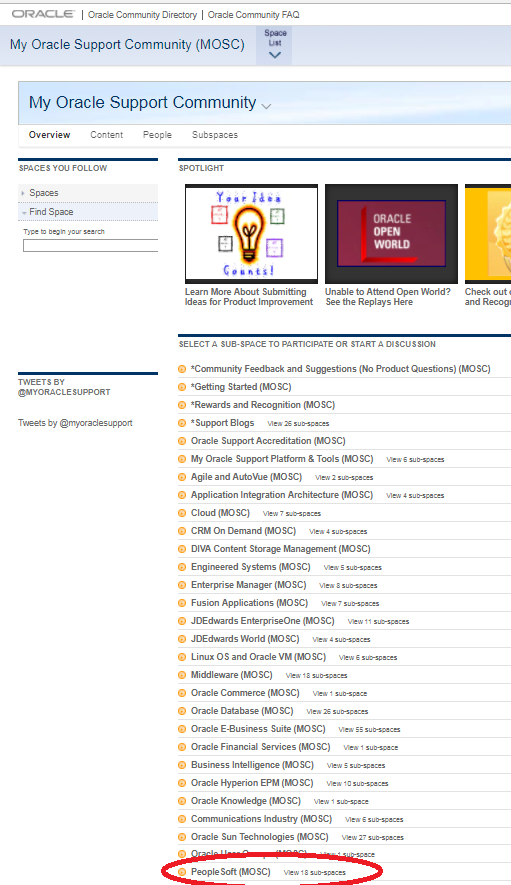 ORACLE | Oracle Community Directory | Oracle Community FAQ
My Oracle Support Community (MOSC)
Space
List
My Oracle Support Community
Overview Content People Subspaces
SPACES YOU FOLLOW
Spaces
Find Space
Type to begin your search
TWEETS BY
@MYORACLESUPPORT
Tweets by @myoraclesupport
SPOTLIGHT
Your Idea
Counts!
Learn More About Submitting
Ideas for Product Improvement
ORACLE
OPEN
WORLD
Unable to Attend Open World?
See the Replays Here
Check out
and Recog
SELECT A SUB-SPACE TO PARTICIPATE OR START A DISCUSSION
*Community Feedback and Suggestions (No Product Questions) (MOSC)
*Getting Started (MOSC)
*Rewards and Recognition (MOSC)
*Support Blogs View 26 sub-spaces
Oracle Support Accreditation (MOSC)
My Oracle Support Platform & Tools (MOSC) View 6 sub-spaces
Agile and AutoVue (MOSC) View 2 sub-spaces
Application Integration Architecture (MOSC) View 4 sub-spaces
Cloud (MOSC) View 7 sub-spaces
CRM On Demand (MOSC) View 4 sub-spaces
DIVA Content Storage Management (MOSC)
Engineered Systems (MOSC) View 5 sub-spaces
Enterprise Manager (MOSC) View 8 sub-spaces
Fusion Applications (MOSC) View 7 sub-spaces
JDEdwards EnterpriseOne (MOSC) View 11 sub-spaces
JDEdwards World (MOSC) View 4 sub-spaces
Linux OS and Oracle VM (MOSC) View 6 sub-spaces
Middleware (MOSC) View 18 sub-spaces
Oracle Commerce (MOSC) View 1 sub-space
Oracle Database (MOSC) View 26 sub-spaces
Oracle E-Business Suite (MOSC) View 55 sub-spaces
Oracle Financial Services (MOSC) View 1 sub-space
Business Intelligence (MOSC) View 5 sub-spaces
Oracle Hyperion EPM (MOSC) View 10 sub-spaces
Oracle Knowledge (MOSC) View 1 sub-space
Communications Industry (MOSC) View 6 sub-spaces
Oracle Sun Technologies (MOSC) View 27 sub-spaces
Oracle User (MOSC) 1 sub-space
PeopleSoft (MOSC) View 18 sub-spaces